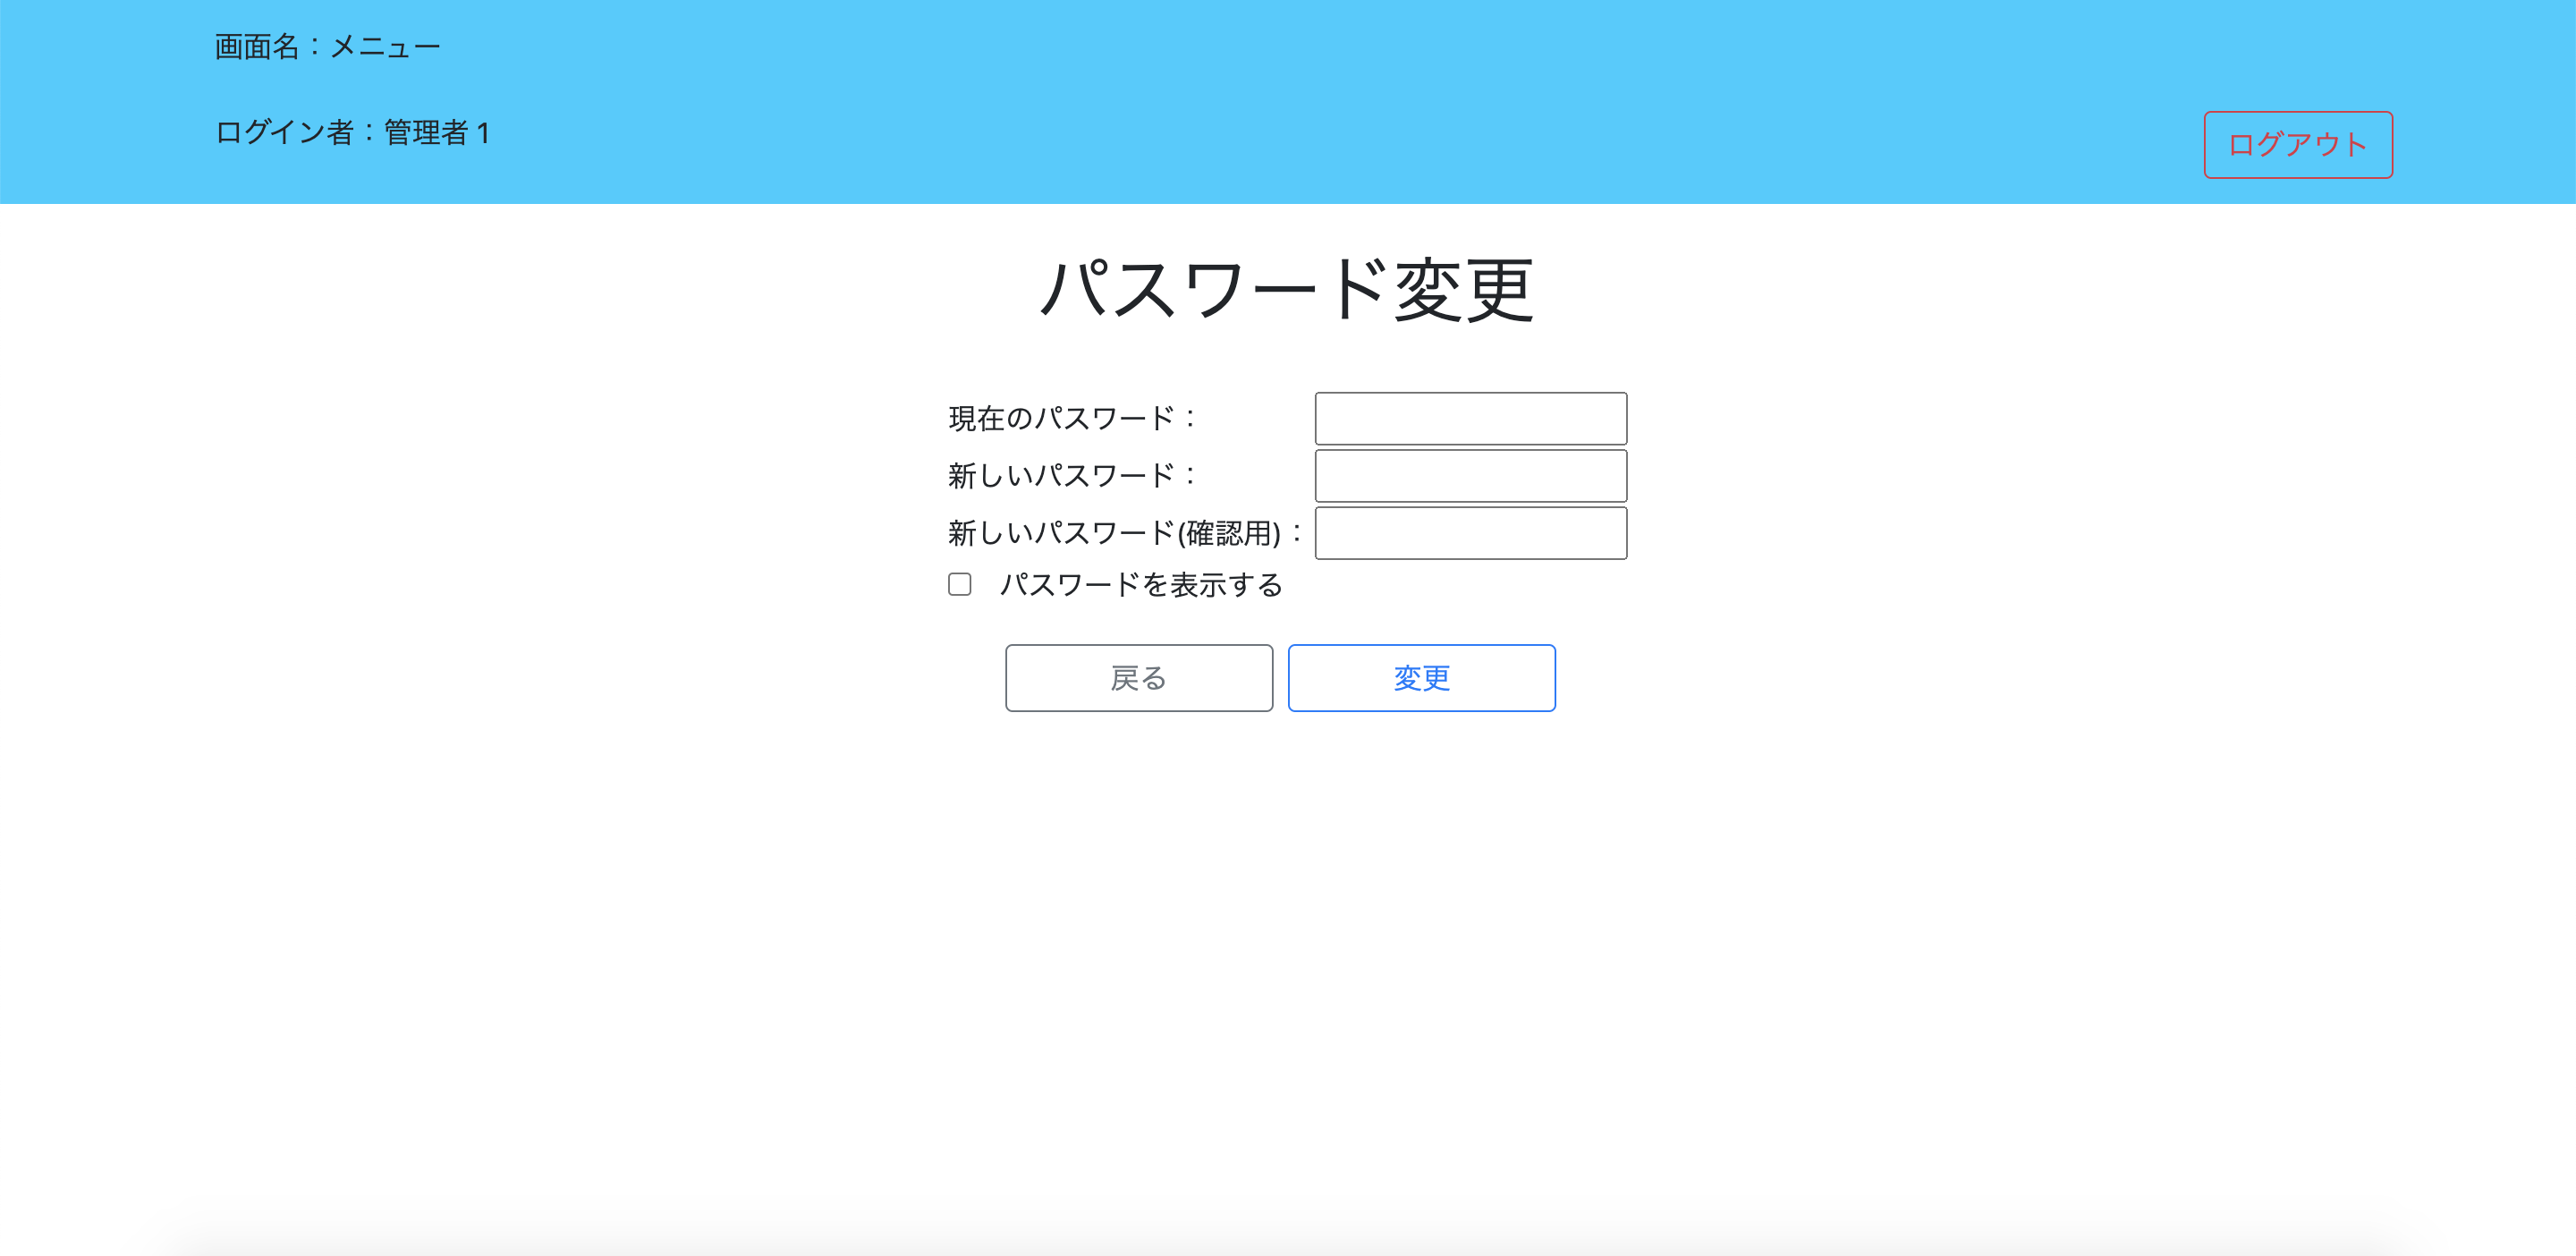 画面名：メニュー
ログイン者：管理者１
ログアウト
パスワード変更
現在のパスワード：
新しいパスワード：
新しいパスワード(確認用)：
パスワードを表示する
戻る 変更